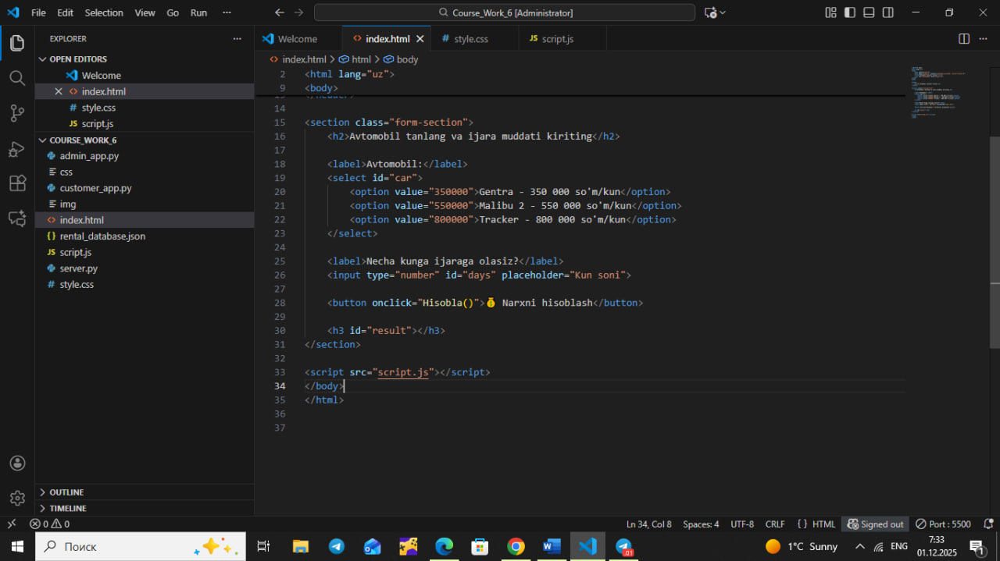 File Edit Selection View Go Run ··· Course_Work_6 [Administrator]
EXPLORER ···
OPEN EDITORS
Welcome
index.html
style.css
script.js
COURSE_WORK_6
admin_app.py
css
customer_app.py
img
index.html
rental_database.json
script.js
server.py
style.css
OUTLINE
TIMELINE
Welcome index.html style.css script.js
index.html > html > body
2 <html lang="uz">
9 <body>
14
15 <section class="form-section">
16 <h2>Avtomobil tanlang va ijara muddati kiriting</h2>
17
18 <label>Avtomobil:</label>
19 <select id="car">
20 <option value="350000">Gentra - 350 000 so'm/kun</option>
21 <option value="550000">Malibu 2 - 550 000 so'm/kun</option>
22 <option value="800000">Tracker - 800 000 so'm/kun</option>
23 </select>
24
25 <label>Necha kunga ijaraga olasiz?</label>
26 <input type="number" id="days" placeholder="Kun soni">
27
28 <button onclick="Hisobla()">💰 Narxni hisoblash</button>
29
30 <h3 id="result"></h3>
31 </section>
32
33 <script src="script.js"></script>
34 </body>
35 </html>
36
37
0 0 Ln 34, Col 8 Spaces: 4 UTF-8 CRLF {} HTML Signed out Port : 5500
Поиск 1°C Sunny ENG 7:33
01.12.2025